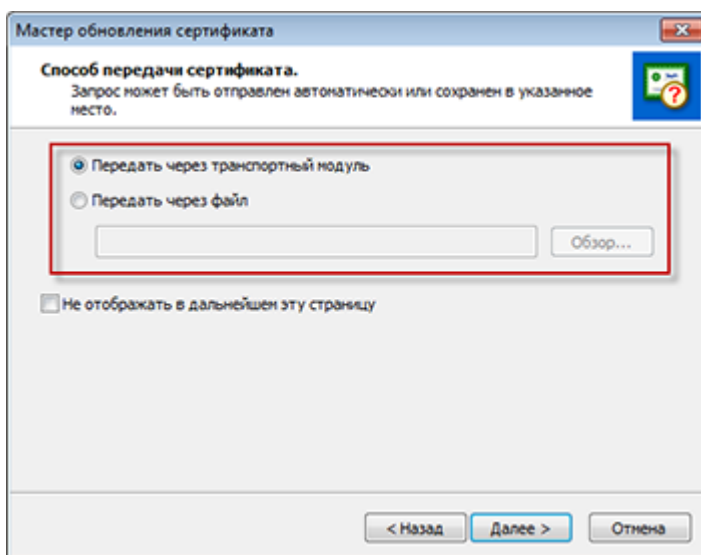 Мастер обновления сертификата
Способ передачи сертификата.
Запрос может быть отправлен автоматически или сохранен в указанное
место.
Передать через транспортный модуль
Передать через файл
Обзор...
Не отображать в дальнейшем эту страницу
< Назад
Далее >
Отмена